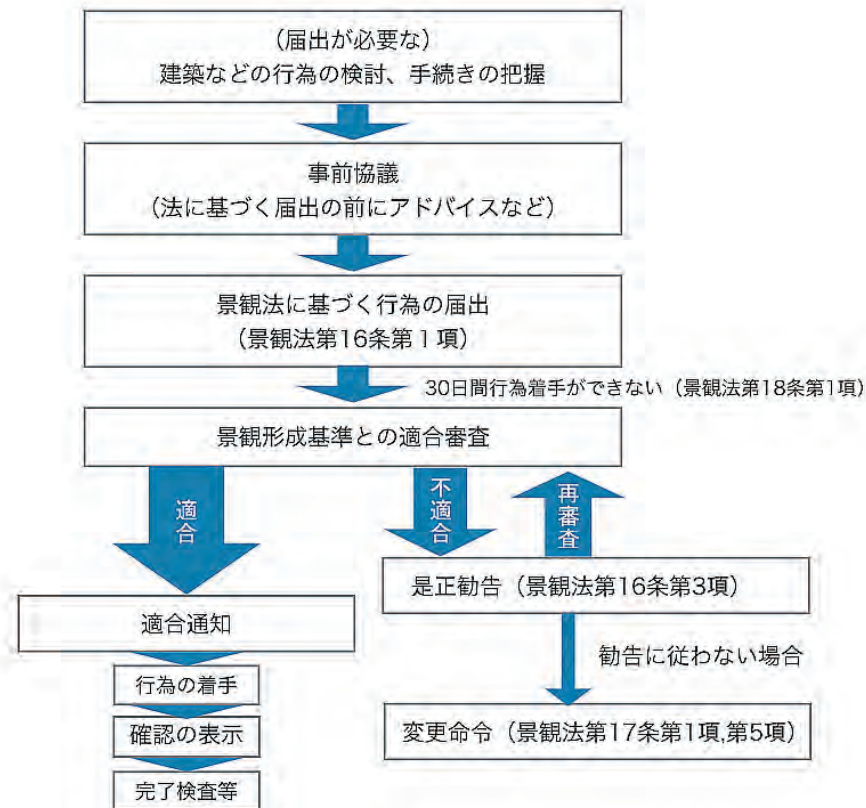 （届出が必要な）
建築などの行為の検討、手続きの把握
事前協議
（法に基づく届出の前にアドバイスなど）
景観法に基づく行為の届出
（景観法第16条第１項）
30日間行為着手ができない（景観法第18条第1項）
景観形成基準との適合審査
適合
不適合
再審査
是正勧告（景観法第16条第3項）
適合通知
勧告に従わない場合
行為の着手
変更命令（景観法第17条第1項,第5項）
確認の表示
完了検査等